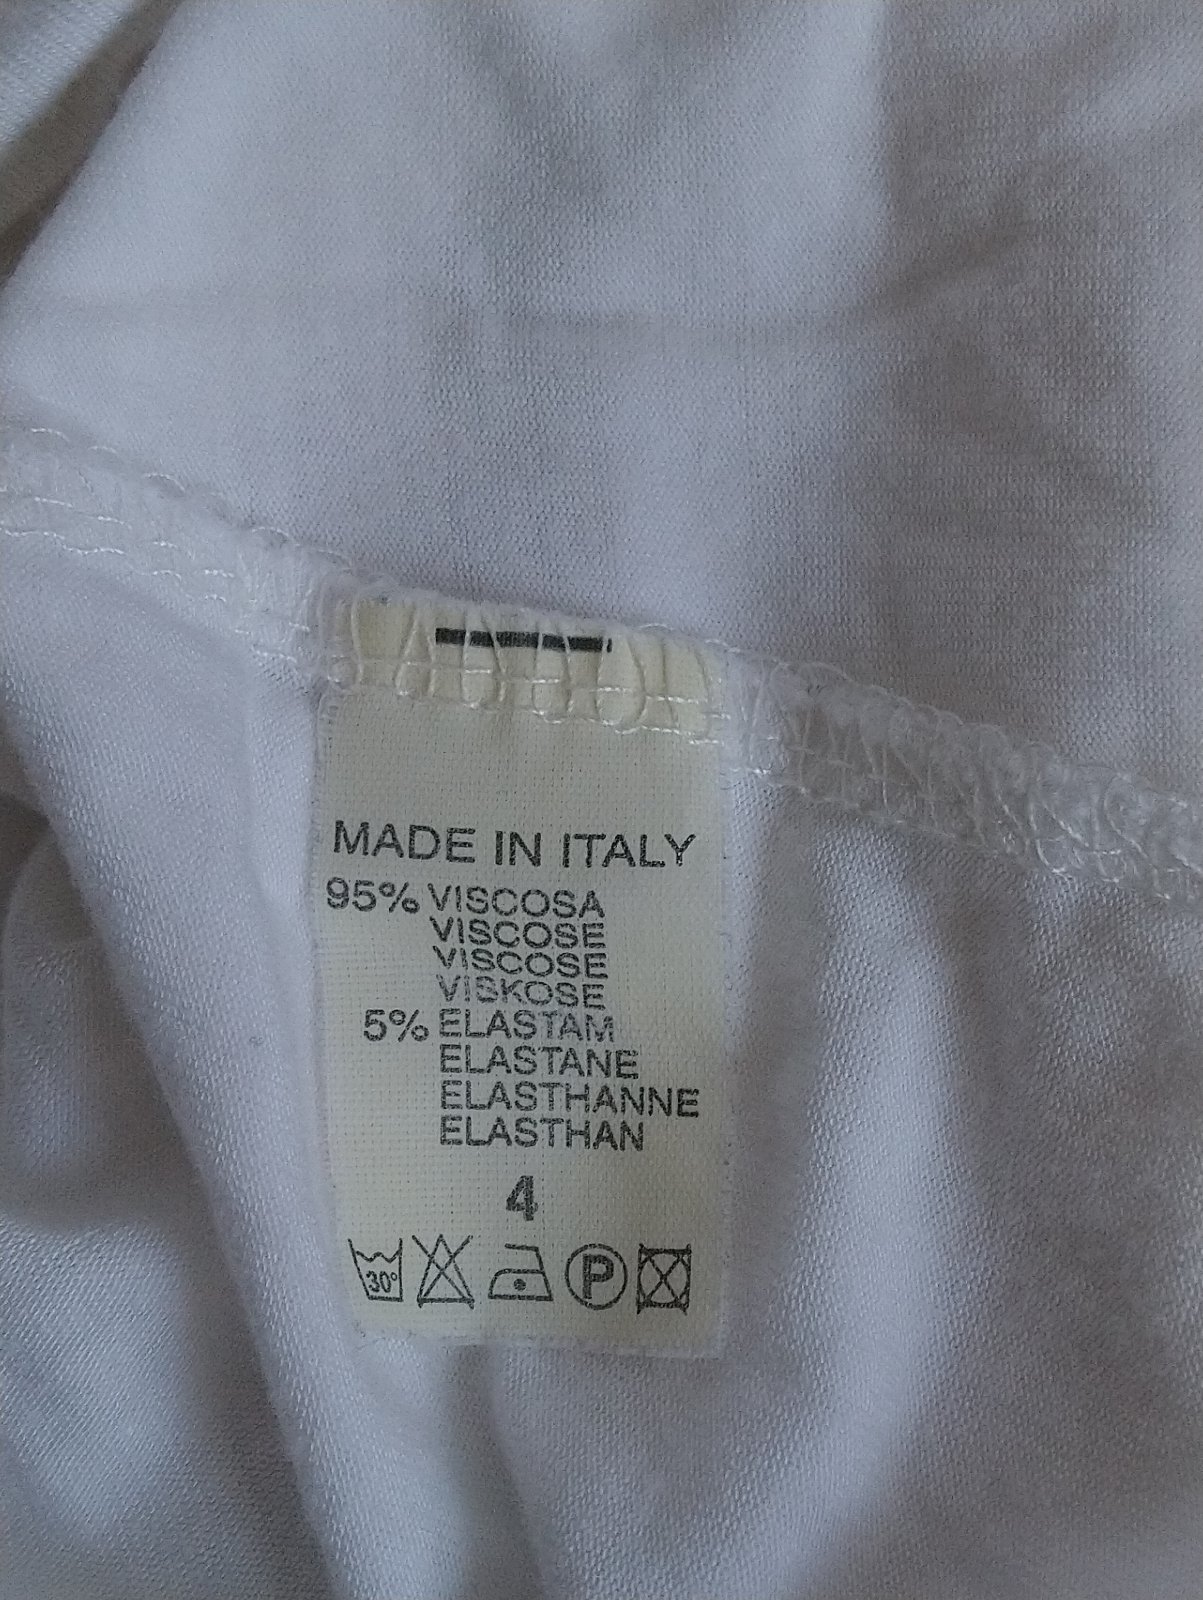 MADE IN ITALY
95% VISCOSA
VISCOSE
VISCOSE
VISKOSE
5% ELASTAM
ELASTANE
ELASTHANNE
ELASTHAN
4
30° P